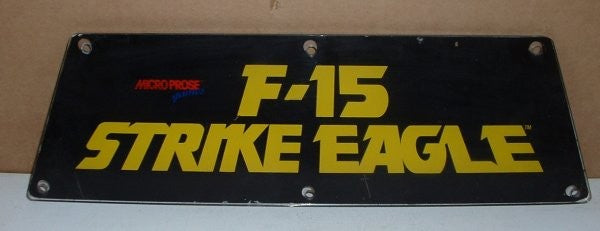 MICROPROSE
games
F-15
STRIKE EAGLE™